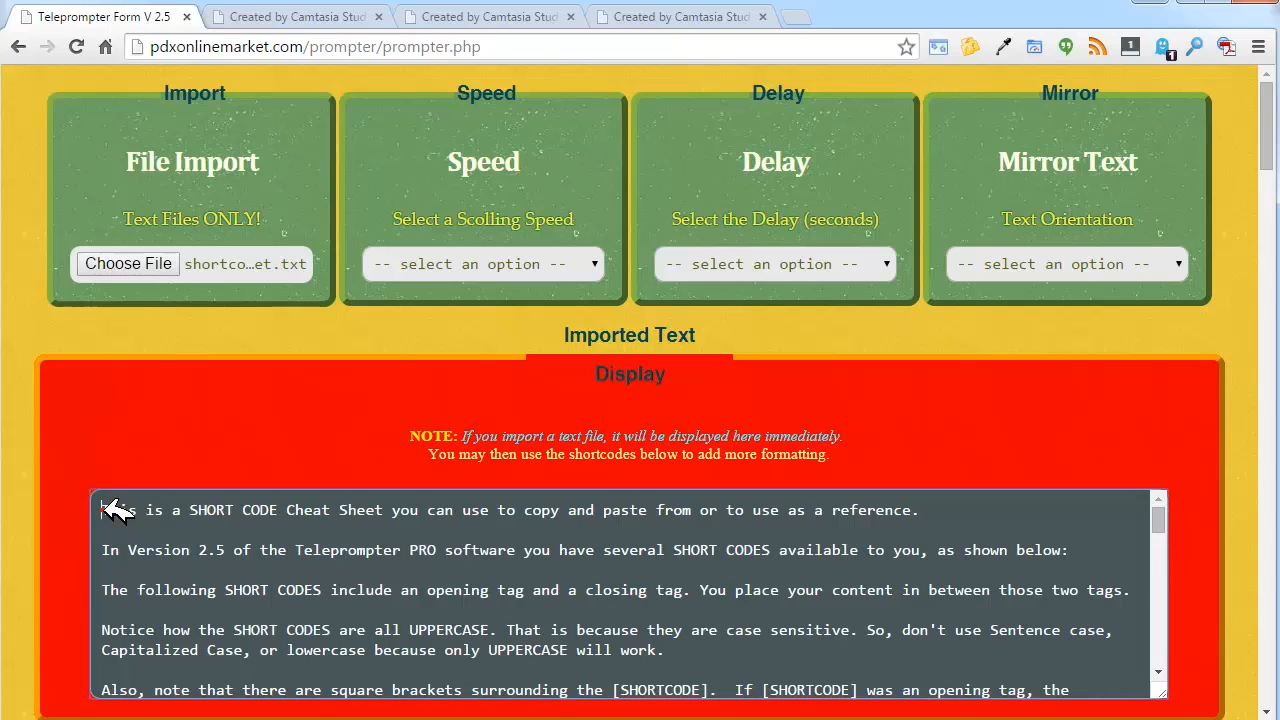 Teleprompter Form V 2.5
Created by Camtasia Stud
Created by Camtasia Stud
Created by Camtasia Stud
pdxonlinemarket.com/prompter/prompter.php
1
1
Import
Speed
Delay
Mirror
File Import
Speed
Delay
Mirror Text
Text Files ONLY!
Select a Scolling Speed
Select the Delay (seconds)
Text Orientation
Choose File shortco...et.txt
-- select an option --
-- select an option --
-- select an option --
Imported Text
Display
NOTE: If you import a text file, it will be displayed here immediately.
You may then use the shortcodes below to add more formatting.
is a SHORT CODE Cheat Sheet you can use to copy and paste from or to use as a reference.
In Version 2.5 of the Teleprompter PRO software you have several SHORT CODES available to you, as shown below:
The following SHORT CODES include an opening tag and a closing tag. You place your content in between those two tags.
Notice how the SHORT CODES are all UPPERCASE. That is because they are case sensitive. So, don't use Sentence case,
Capitalized Case, or lowercase because only UPPERCASE will work.
Also, note that there are square brackets surrounding the [SHORTCODE].  If [SHORTCODE] was an opening tag, the